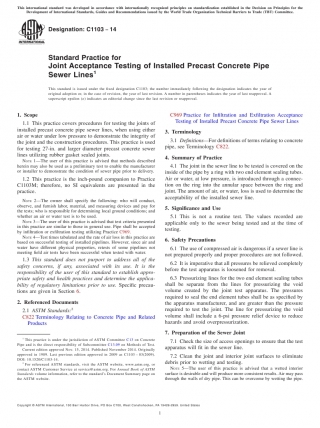 This international standard was developed in accordance with internationally recognized principles on standardization established in the Decision on Principles for the
Development of International Standards, Guides and Recommendations issued by the World Trade Organization Technical Barriers to Trade (TBT) Committee.
Designation: C1103 − 14
Standard Practice for
Joint Acceptance Testing of Installed Precast Concrete Pipe
Sewer Lines1
This standard is issued under the fixed designation C1103; the number immediately following the designation indicates the year of
original adoption or, in the case of revision, the year of last revision. A number in parentheses indicates the year of last reapproval. A
superscript epsilon (ε) indicates an editorial change since the last revision or reapproval.
1. Scope
1.1 This practice covers procedures for testing the joints of
installed precast concrete pipe sewer lines, when using either
air or water under low pressure to demonstrate the integrity of
the joint and the construction procedures. This practice is used
for testing 27-in. and larger diameter precast concrete sewer
lines utilizing rubber gasket sealed joints.
NOTE 1—The user of this practice is advised that methods described
herein may also be used as a preliminary test to enable the manufacturer
or installer to demonstrate the condition of sewer pipe prior to delivery.
1.2 This practice is the inch-pound companion to Practice
C1103M; therefore, no SI equivalents are presented in the
practice.
NOTE 2—The owner shall specify the following: who will conduct,
observe, and furnish labor, material, and measuring devices and pay for
the tests; who is responsible for determining local ground conditions; and
whether an air or water test is to be used.
NOTE 3—The user of this practice is advised that test criteria presented
in this practice are similar to those in general use. Pipe shall be accepted
by infiltration or exfiltration testing utilizing Practice C969.
NOTE 4—Test times tabulated and the rate of air loss in this practice are
based on successful testing of installed pipelines. However, since air and
water have different physical properties, retests of some pipelines not
meeting field air tests have been successful when tested with water.
1.3 This standard does not purport to address all of the
safety concerns, if any, associated with its use. It is the
responsibility of the user of this standard to establish appro-
priate safety and health practices and determine the applica-
bility of regulatory limitations prior to use. Specific precau-
tions are given in Section 6.
2. Referenced Documents
2.1 ASTM Standards:2
C822 Terminology Relating to Concrete Pipe and Related
Products
1 This practice is under the jurisdiction of ASTM Committee C13 on Concrete
Pipe and is the direct responsibility of Subcommittee C13.09 on Methods of Test.
Current edition approved Nov. 15, 2014. Published November 2014. Originally
approved in 1989. Last previous edition approved in 2009 as C1103 – 03(2009).
DOI: 10.1520/C1103-14.
2 For referenced ASTM standards, visit the ASTM website, www.astm.org, or
contact ASTM Customer Service at service@astm.org. For Annual Book of ASTM
Standards volume information, refer to the standard's Document Summary page on
the ASTM website.
C969 Practice for Infiltration and Exfiltration Acceptance
Testing of Installed Precast Concrete Pipe Sewer Lines
3. Terminology
3.1 Definitions—For definitions of terms relating to concrete
pipe, see Terminology C822.
4. Summary of Practice
4.1 The joint in the sewer line to be tested is covered on the
inside of the pipe by a ring with two end element sealing tubes.
Air or water, at low pressure, is introduced through a connec-
tion on the ring into the annular space between the ring and
joint. The amount of air, or water, loss is used to determine the
acceptability of the installed sewer line.
5. Significance and Use
5.1 This is not a routine test. The values recorded are
applicable only to the sewer being tested and at the time of
testing.
6. Safety Precautions
6.1 The use of compressed air is dangerous if a sewer line is
not prepared properly and proper procedures are not followed.
6.2 It is imperative that all pressures be relieved completely
before the test apparatus is loosened for removal.
6.3 Pressurizing lines for the two end element sealing tubes
shall be separate from the lines for pressurizing the void
volume created by the joint test apparatus. The pressures
required to seal the end element tubes shall be as specified by
the apparatus manufacturer, and are greater than the pressure
required to test the joint. The line for pressurizing the void
volume shall include a 6-psi pressure relief device to reduce
hazards and avoid overpressurization.
7. Preparation of the Sewer Joint
7.1 Check the size of access openings to ensure that the test
apparatus will fit in the sewer line.
7.2 Clean the joint and interior joint surfaces to eliminate
debris prior to wetting and testing.
NOTE 5—The user of this practice is advised that a wetted interior
surface is desirable and will produce more consistent results. Air may pass
through the walls of dry pipe. This can be overcome by wetting the pipe.
Copyright © ASTM International, 100 Barr Harbor Drive, PO Box C700, West Conshohocken, PA 19428-2959. United States
1